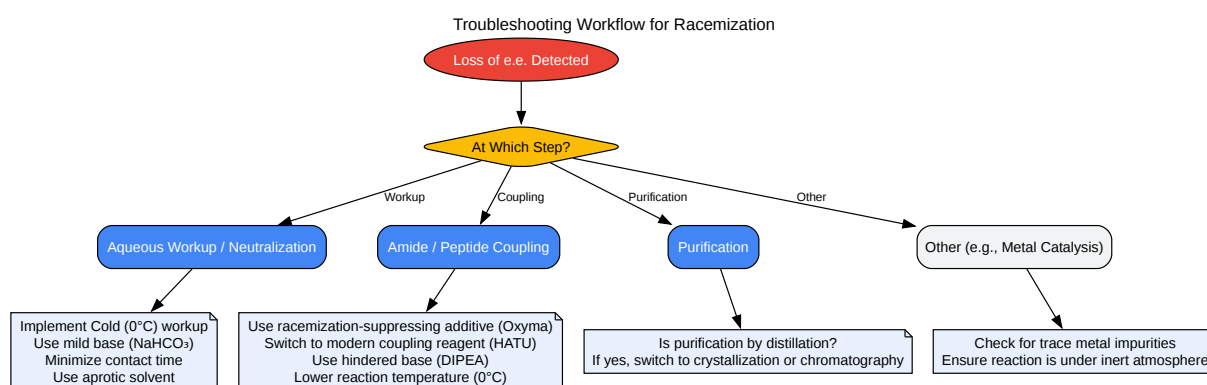 Troubleshooting Workflow for Racemization
Loss of e.e. Detected
At Which Step?
Workup
Coupling
Purification
Other
Aqueous Workup / Neutralization
Amide / Peptide Coupling
Purification
Other (e.g., Metal Catalysis)
Implement Cold (0°C) workup
Use mild base (NaHCO₃)
Minimize contact time
Use aprotic solvent
Use racemization-suppressing additive (Oxyma)
Switch to modern coupling reagent (HATU)
Use hindered base (DIPEA)
Lower reaction temperature (0°C)
Is purification by distillation?
If yes, switch to crystallization or chromatography
Check for trace metal impurities
Ensure reaction is under inert atmosphere